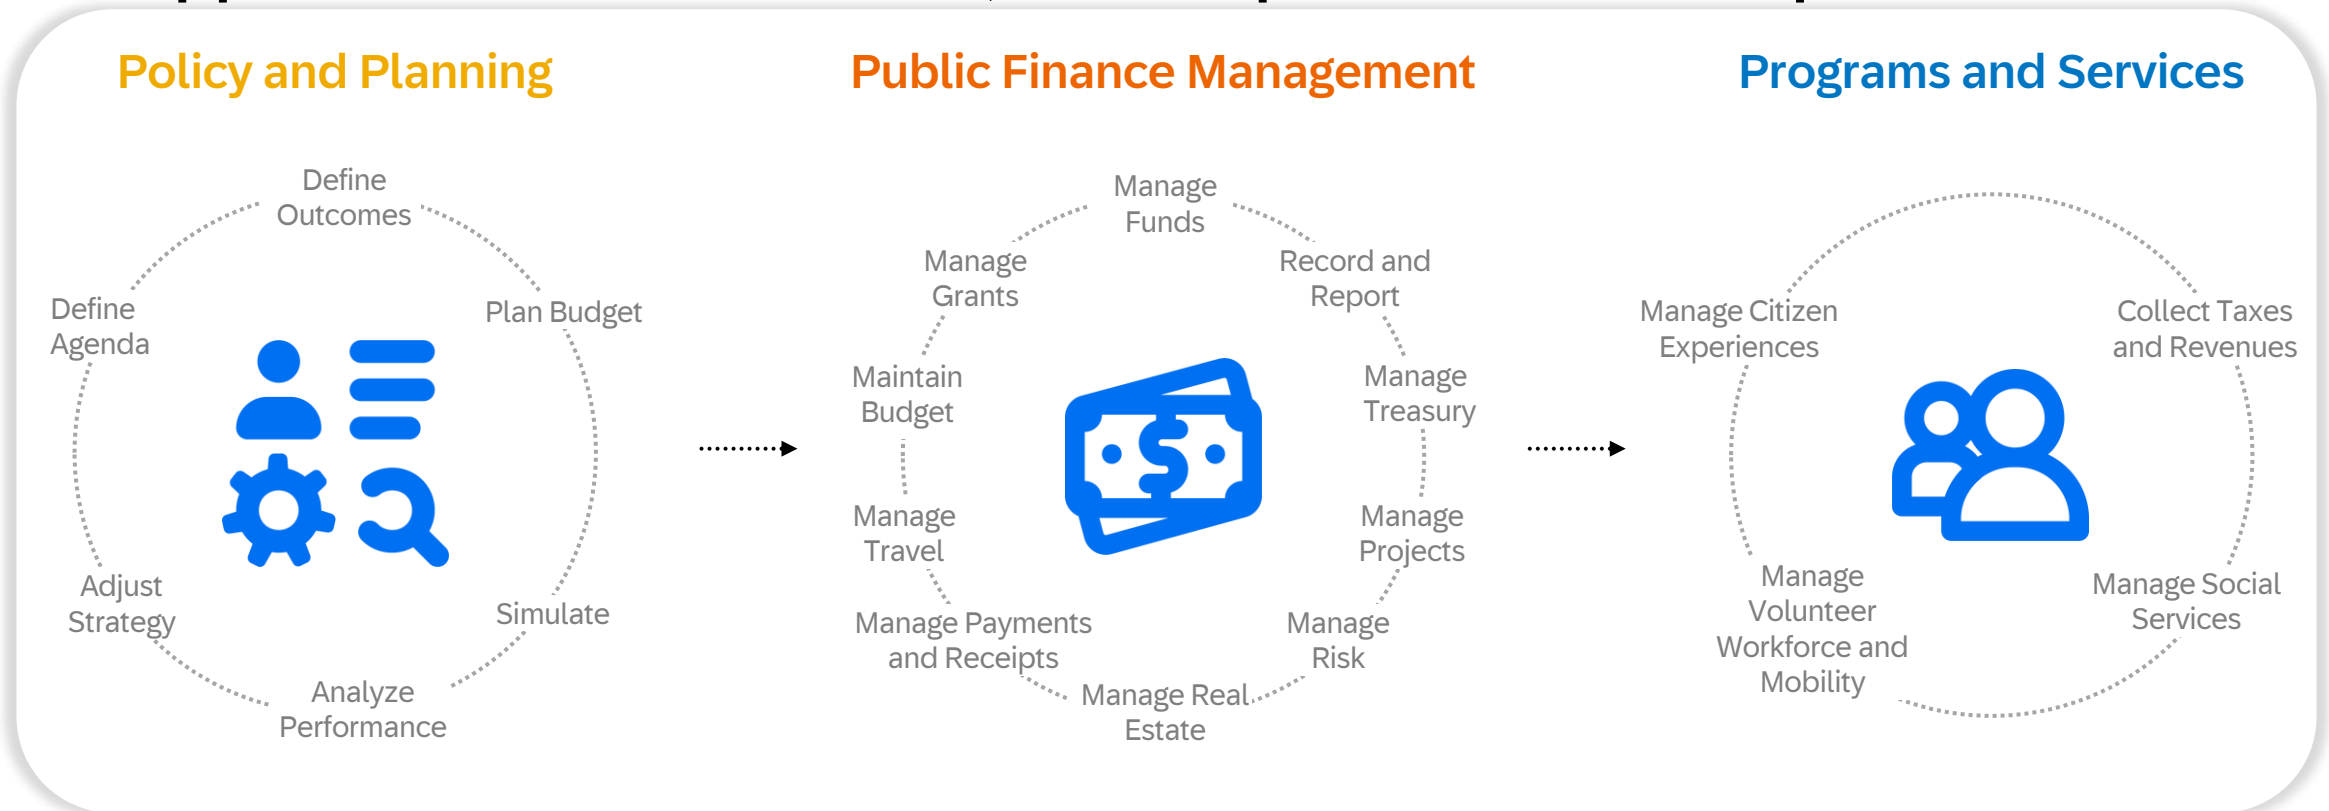 Policy and Planning
Define
Outcomes
Plan Budget
Simulate
Analyze
Performance
Adjust
Strategy
Define
Agenda
Public Finance Management
Manage
Funds
Record and
Report
Manage
Treasury
Manage
Projects
Manage
Risk
Manage Real
Estate
Manage Payments
and Receipts
Manage
Travel
Maintain
Budget
Manage
Grants
Programs and Services
Collect Taxes
and Revenues
Manage Social
Services
Manage
Volunteer
Workforce and
Mobility
Manage Citizen
Experiences